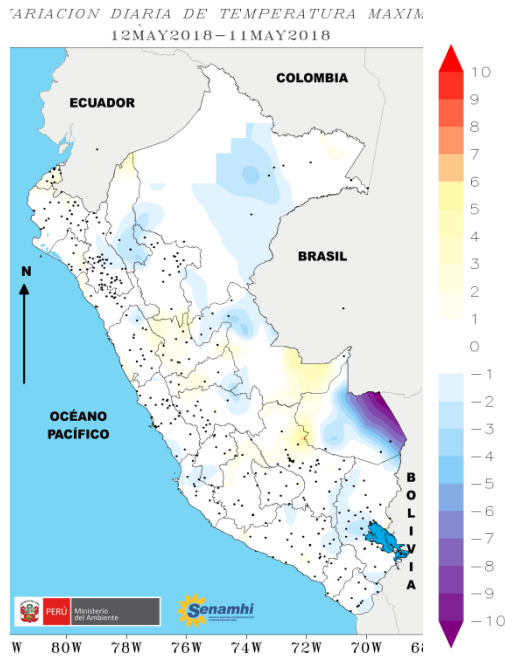 VARIACION DIARIA DE TEMPERATURA MAXIM
12MAY2018−11MAY2018
COLOMBIA
ECUADOR
BRASIL
N
OCÉANO
PACÍFICO
BOLIVIA
10
9
8
7
6
5
4
3
2
1
0
−1
−2
−3
−4
−5
−6
−7
−8
−9
−10
PERÚ
Ministerio
del Ambiente
Senamhi
W 80W 78W 76W 74W 72W 70W 68